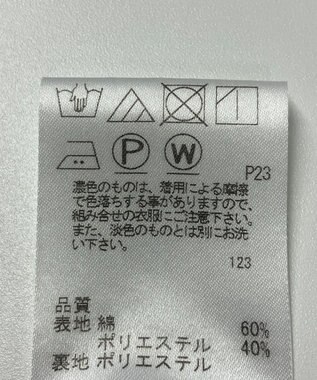 P W
P23
濃色のものは、着用による摩擦
で色落ちする事がありますので、
組み合せの衣服にご注意下さい。
また、淡色のものとは別にお洗
い下さい。
123
品質
表地 綿 60%
ポリエステル 40%
裏地 ポリエステル